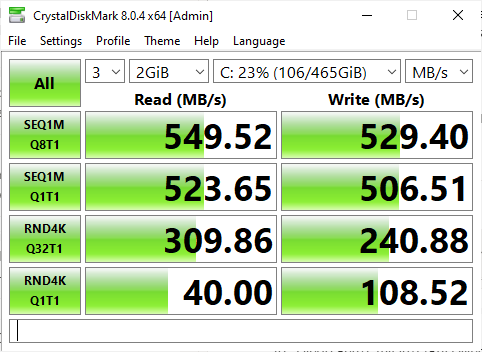 CrystalDiskMark 8.0.4 x64 [Admin]
File Settings Profile Theme Help Language
All 3 2GiB C: 23% (106/465GiB) MB/s
Read (MB/s) Write (MB/s)
SEQ1M
Q8T1 549.52 529.40
SEQ1M
Q1T1 523.65 506.51
RND4K
Q32T1 309.86 240.88
RND4K
Q1T1 40.00 108.52